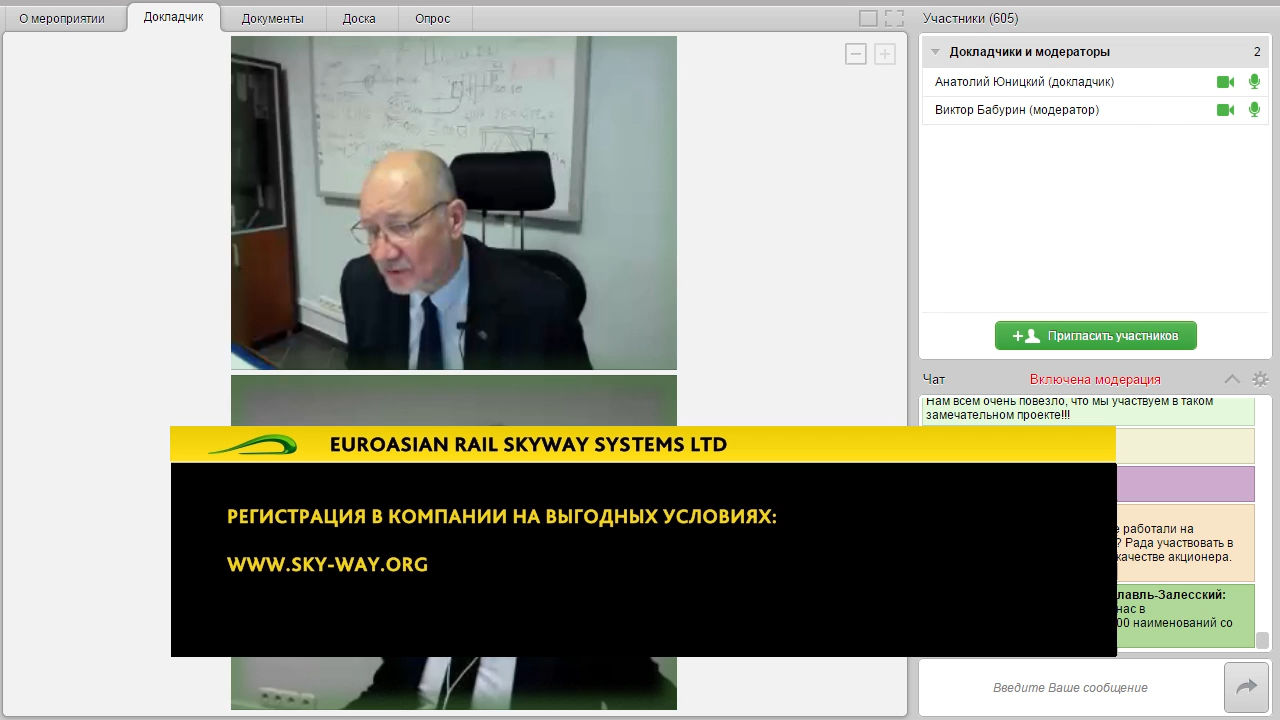 О мероприятии
Докладчик
Документы
Доска
Опрос
Участники (605)
Докладчики и модераторы 2
Анатолий Юницкий (докладчик)
Виктор Бабурин (модератор)
Пригласить участников
Чат
Включена модерация
Нам всем очень повезло, что мы участвуем в таком
замечательном проекте!!!
EUROASIAN RAIL SKYWAY SYSTEMS LTD
РЕГИСТРАЦИЯ В КОМПАНИИ НА ВЫГОДНЫХ УСЛОВИЯХ:
WWW.SKY-WAY.ORG
работали на
? Рада участвовать в
качестве акционера.
лавль-Залесский:
нас в
00 наименований со
Введите Ваше сообщение